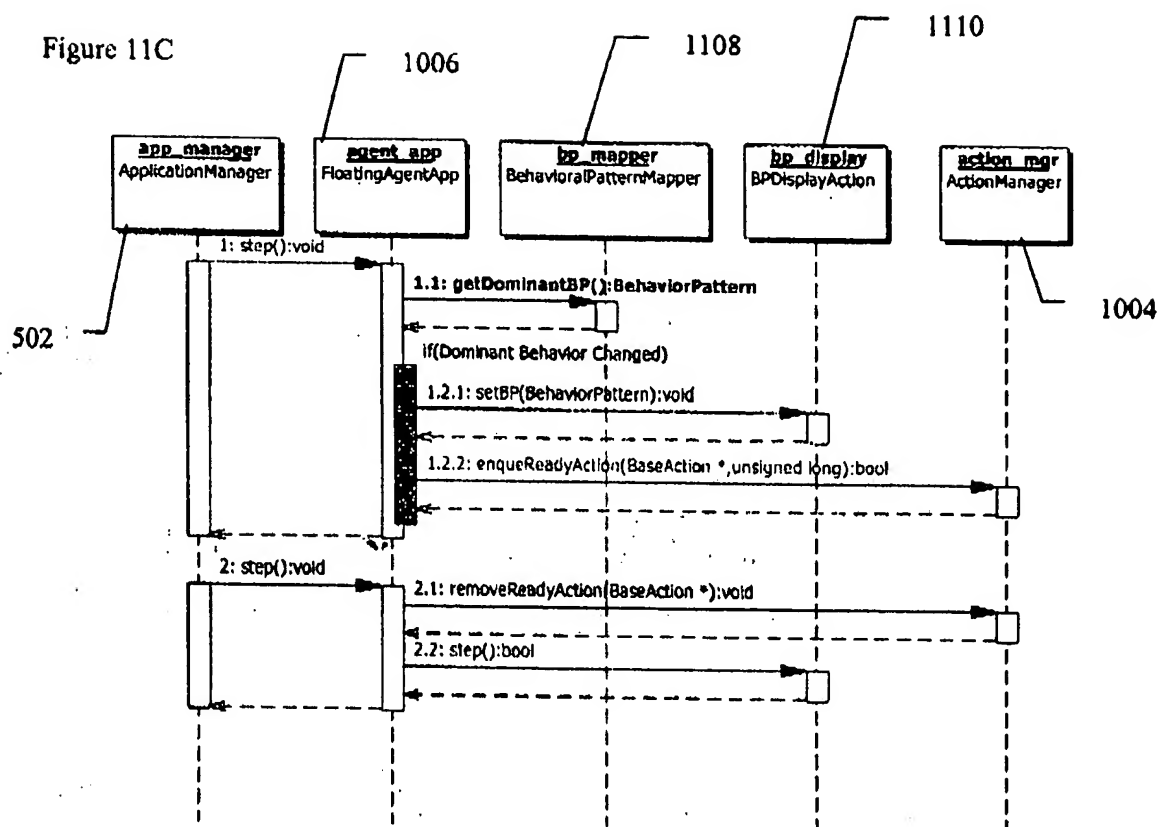 Figure 11C
1006
1108
1110
app_manager
ApplicationManager
agent_app
FloatingAgentApp
bp_mapper
BehavioralPatternMapper
bp_display
BPDisplayAction
action_mgr
ActionManager
1: step():void
1.1: getDominantBP():BehaviorPattern
502
1004
if(Dominant Behavior Changed)
1.2.1: setBP(BehaviorPattern):void
1.2.2: enqueReadyAction(BaseAction *,unsigned long):bool
2: step():void
2.1: removeReadyAction(BaseAction *):void
2.2: step():bool